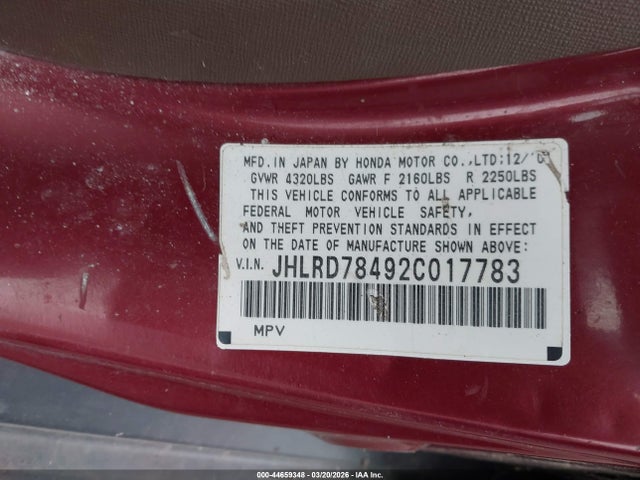 MFD.IN JAPAN BY HONDA MOTOR CO.,LTD;12/'0
GVWR 4320LBS GAWR F 2160LBS R 2250LBS
THIS VEHICLE CONFORMS TO ALL APPLICABLE
FEDERAL MOTOR VEHICLE SAFETY,
AND THEFT PREVENTION STANDARDS IN EFFECT
ON THE DATE OF MANUFACTURE SHOWN ABOVE:
V.I.N. JHLRD78492C017783
MPV
000-44659348 | 03/20/2026 | IAA Inc.